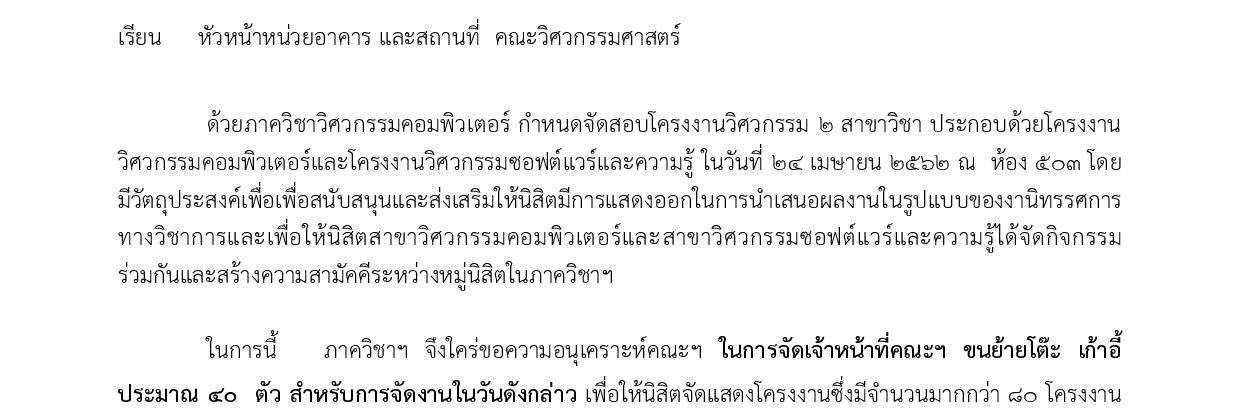 เรียน หัวหน้าหน่วยอาคาร และสถานที่ คณะวิศวกรรมศาสตร์
ด้วยภาควิชาวิศวกรรมคอมพิวเตอร์ กำหนดจัดสอบโครงงานวิศวกรรม ๒ สาขาวิชา ประกอบด้วยโครงงาน
วิศวกรรมคอมพิวเตอร์และโครงงานวิศวกรรมซอฟต์แวร์และความรู้ ในวันที่ ๒๔ เมษายน ๒๕๖๒ ณ ห้อง ๕๐๓ โดย
มีวัตถุประสงค์เพื่อเพื่อสนับสนุนและส่งเสริมให้นิสิตมีการแสดงออกในการนำเสนอผลงานในรูปแบบของงานิทรรศการ
ทางวิชาการและเพื่อให้นิสิตสาขาวิศวกรรมคอมพิวเตอร์และสาขาวิศวกรรมซอฟต์แวร์และความรู้ได้จัดกิจกรรม
ร่วมกันและสร้างความสามัคคีระหว่างหมู่นิสิตในภาควิชาฯ
ในการนี้ ภาควิชาฯ จึงใคร่ขอความอนุเคราะห์คณะฯ ในการจัดเจ้าหน้าที่คณะฯ ขนย้ายโต๊ะ เก้าอี้
ประมาณ ๔๐ ตัว สำหรับการจัดงานในวันดังกล่าว เพื่อให้นิสิตจัดแสดงโครงงานซึ่งมีจำนวนมากกว่า ๘๐ โครงงาน